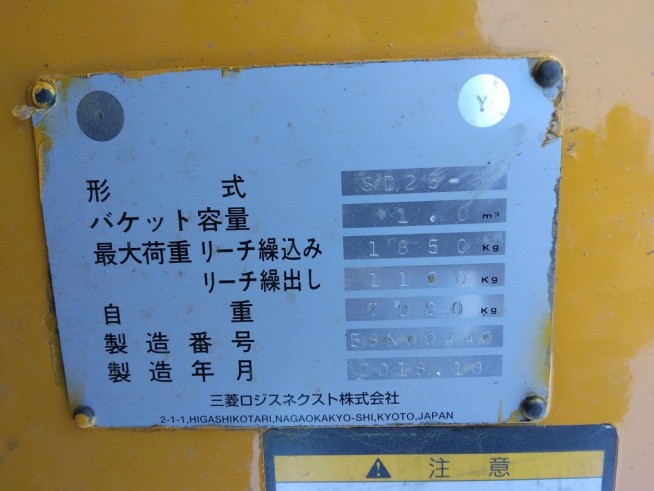 Y
形式 SD25-
バケット容量 1.0 m³
最大荷重 リーチ繰込み 1850 Kg
リーチ繰出し 1100 Kg
自重 Kg
製造番号
製造年月 2018.10
三菱ロジスネクスト株式会社
2-1-1,HIGASHIKOTARI,NAGAOKAKYO-SHI,KYOTO,JAPAN
注意